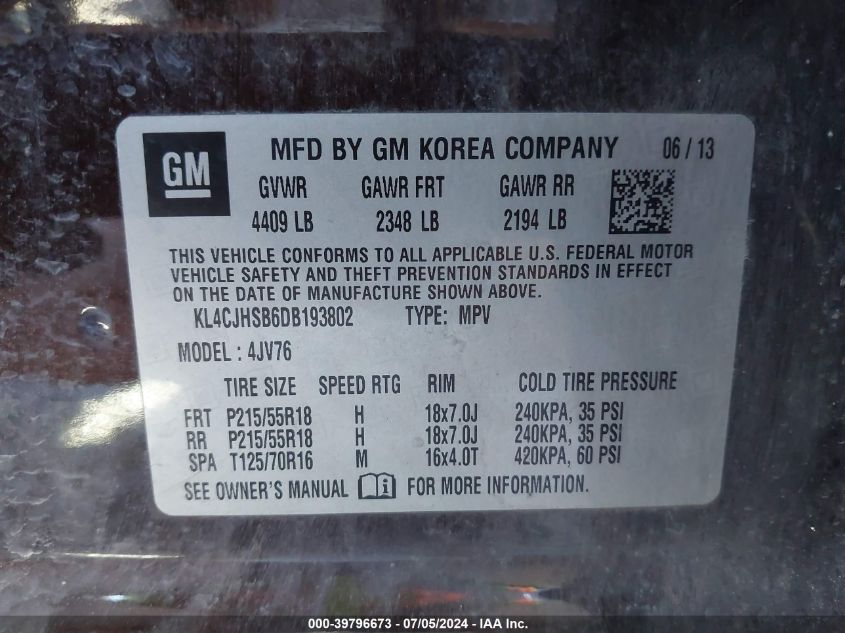 GM
MFD BY GM KOREA COMPANY 06 / 13
GVWR GAWR FRT GAWR RR
4409 LB 2348 LB 2194 LB
THIS VEHICLE CONFORMS TO ALL APPLICABLE U.S. FEDERAL MOTOR
VEHICLE SAFETY AND THEFT PREVENTION STANDARDS IN EFFECT
ON THE DATE OF MANUFACTURE SHOWN ABOVE.
KL4CJHSB6DB193802 TYPE: MPV
MODEL : 4JV76
TIRE SIZE SPEED RTG RIM COLD TIRE PRESSURE
FRT P215/55R18 H 18x7.0J 240KPA, 35 PSI
RR P215/55R18 H 18x7.0J 240KPA, 35 PSI
SPA T125/70R16 M 16x4.0T 420KPA, 60 PSI
SEE OWNER'S MANUAL i FOR MORE INFORMATION.
000-39796673 - 07/05/2024 - IAA Inc.